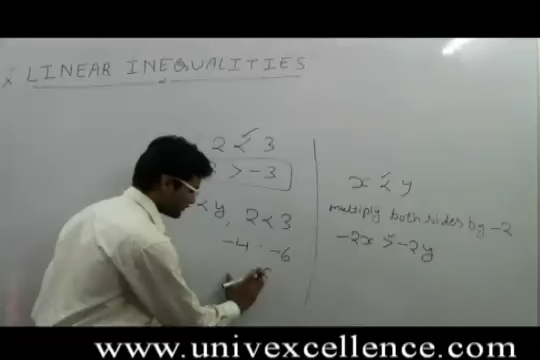 LINEAR INEQUALITIES
2 < 3
> -3
< y, 2 < 3
-4 · -6
x < y
multiply both sides by -2
-2x > -2y
www.univexcellence.com